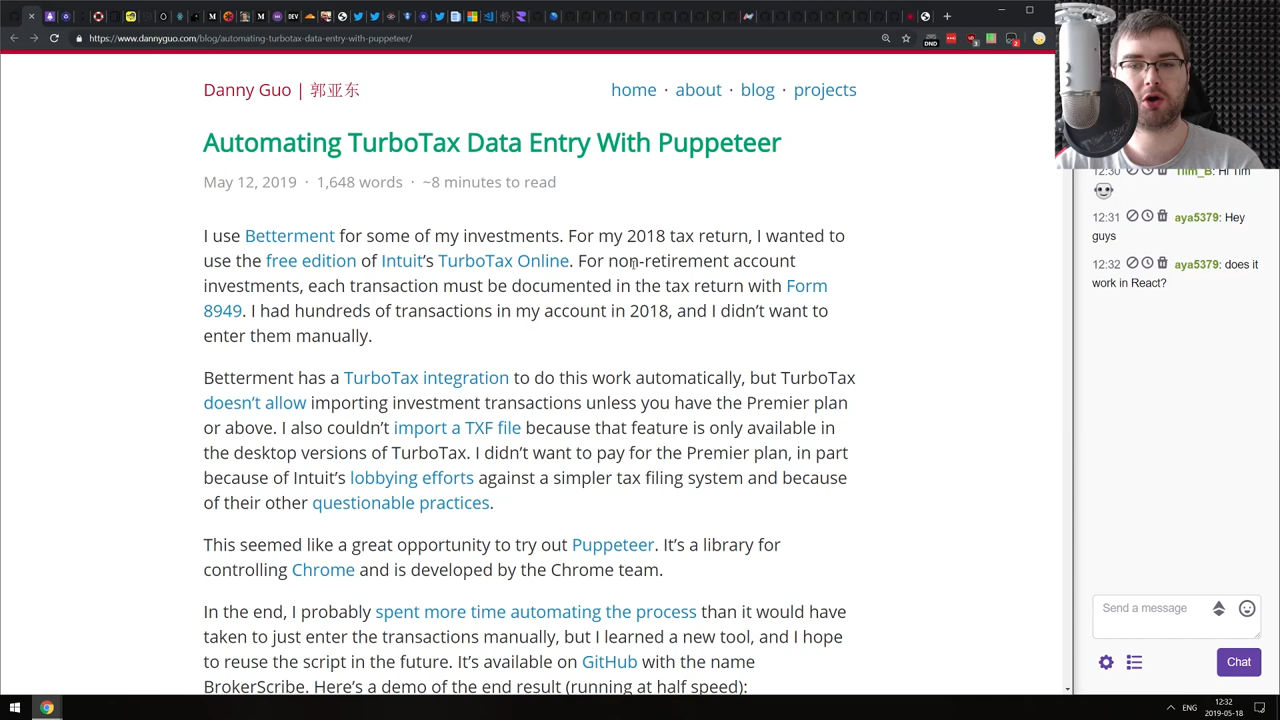 https://www.dannyguo.com/blog/automating-turbotax-data-entry-with-puppeteer/
Danny Guo | 郭亚东
home · about · blog · projects
Automating TurboTax Data Entry With Puppeteer
May 12, 2019 · 1,648 words · ~8 minutes to read
I use Betterment for some of my investments. For my 2018 tax return, I wanted to
use the free edition of Intuit's TurboTax Online. For non-retirement account
investments, each transaction must be documented in the tax return with Form
8949. I had hundreds of transactions in my account in 2018, and I didn't want to
enter them manually.
Betterment has a TurboTax integration to do this work automatically, but TurboTax
doesn't allow importing investment transactions unless you have the Premier plan
or above. I also couldn't import a TXF file because that feature is only available in
the desktop versions of TurboTax. I didn't want to pay for the Premier plan, in part
because of Intuit's lobbying efforts against a simpler tax filing system and because
of their other questionable practices.
This seemed like a great opportunity to try out Puppeteer. It's a library for
controlling Chrome and is developed by the Chrome team.
In the end, I probably spent more time automating the process than it would have
taken to just enter the transactions manually, but I learned a new tool, and I hope
to reuse the script in the future. It's available on GitHub with the name
BrokerScribe. Here's a demo of the end result (running at half speed):
12:30 Tiim_B: Hi Tim
12:31 aya5379: Hey
guys
12:32 aya5379: does it
work in React?
Send a message
Chat
ENG
12:32
2019-05-18